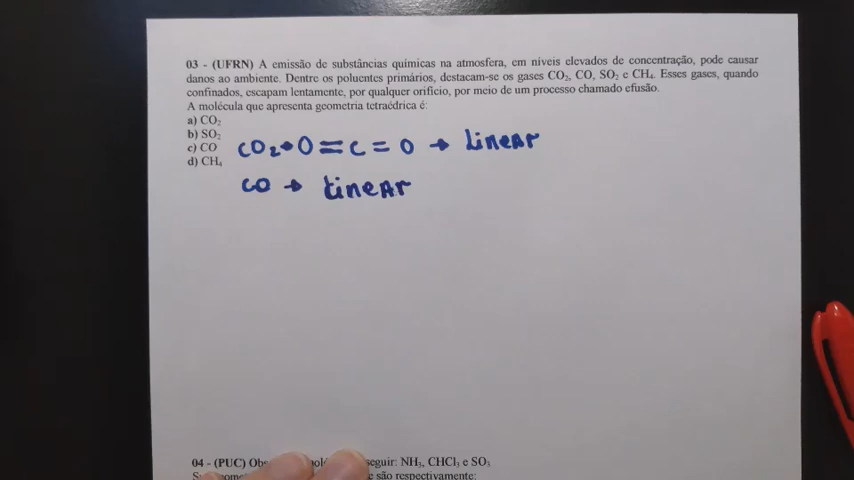 03 - (UFRN) A emissão de substâncias químicas na atmosfera, em níveis elevados de concentração, pode causar
danos ao ambiente. Dentre os poluentes primários, destacam-se os gases CO₂, CO, SO₂ e CH₄. Esses gases, quando
confinados, escapam lentamente, por qualquer orifício, por meio de um processo chamado efusão.
A molécula que apresenta geometria tetraédrica é:
a) CO₂
b) SO₂
c) CO
d) CH₄
CO₂ → O = C = O → LineAR
CO → LineAR
04 - (PUC) seguir: NH₃, CHCl₃ e SO₃
e são respectivamente: